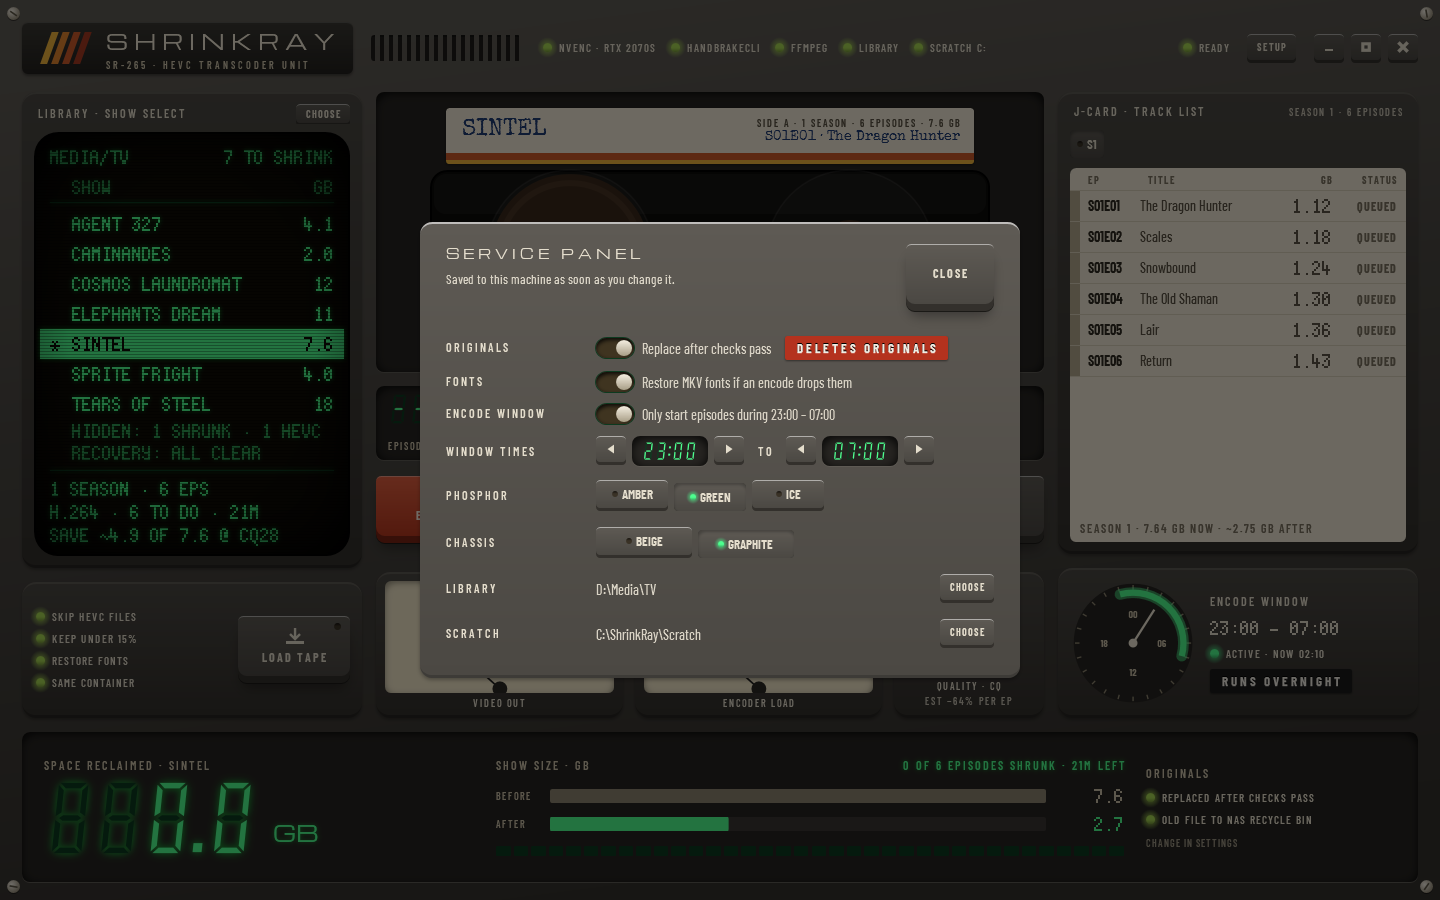 SHRINKRAY
SR-265 · HEVC TRANSCODER UNIT
NVENC · RTX 2070S
HANDBRAKECLI
FFMPEG
LIBRARY
SCRATCH C:
READY
SETUP
LIBRARY · SHOW SELECT
CHOOSE
MEDIA/TV 7 TO SHRINK
SHOW GB
AGENT 327 4.1
CAMINANDES 2.0
COSMOS LAUNDROMAT 12
ELEPHANTS DREAM 11
* SINTEL 7.6
SPRITE FRIGHT 4.0
TEARS OF STEEL 18
HIDDEN: 1 SHRUNK · 1 HEVC
RECOVERY: ALL CLEAR
1 SEASON · 6 EPS
H.264 · 6 TO DO · 21M
SAVE ~4.9 OF 7.6 @ CQ28
SINTEL
SIDE A · 1 SEASON · 6 EPISODES · 7.6 GB
S01E01 · The Dragon Hunter
J-CARD · TRACK LIST
SEASON 1 · 6 EPISODES
S1
EP TITLE GB STATUS
S01E01 The Dragon Hunter 1.12 QUEUED
S01E02 Scales 1.18 QUEUED
S01E03 Snowbound 1.24 QUEUED
S01E04 The Old Shaman 1.30 QUEUED
S01E05 Lair 1.36 QUEUED
S01E06 Return 1.43 QUEUED
SEASON 1 · 7.64 GB NOW · ~2.75 GB AFTER
SERVICE PANEL
Saved to this machine as soon as you change it.
CLOSE
ORIGINALS
Replace after checks pass
DELETES ORIGINALS
FONTS
Restore MKV fonts if an encode drops them
ENCODE WINDOW
Only start episodes during 23:00 – 07:00
WINDOW TIMES
23:00
TO
07:00
PHOSPHOR
AMBER
GREEN
ICE
CHASSIS
BEIGE
GRAPHITE
LIBRARY
D:\Media\TV
CHOOSE
SCRATCH
C:\ShrinkRay\Scratch
CHOOSE
SKIP HEVC FILES
KEEP UNDER 15%
RESTORE FONTS
SAME CONTAINER
LOAD TAPE
VIDEO OUT
ENCODER LOAD
QUALITY · CQ
EST ~64% PER EP
00
06
12
18
ENCODE WINDOW
23:00 – 07:00
ACTIVE · NOW 02:10
RUNS OVERNIGHT
SPACE RECLAIMED · SINTEL
0.0 GB
SHOW SIZE · GB
0 OF 6 EPISODES SHRUNK · 21M LEFT
BEFORE 7.6
AFTER 2.7
ORIGINALS
REPLACED AFTER CHECKS PASS
OLD FILE TO NAS RECYCLE BIN
CHANGE IN SETTINGS